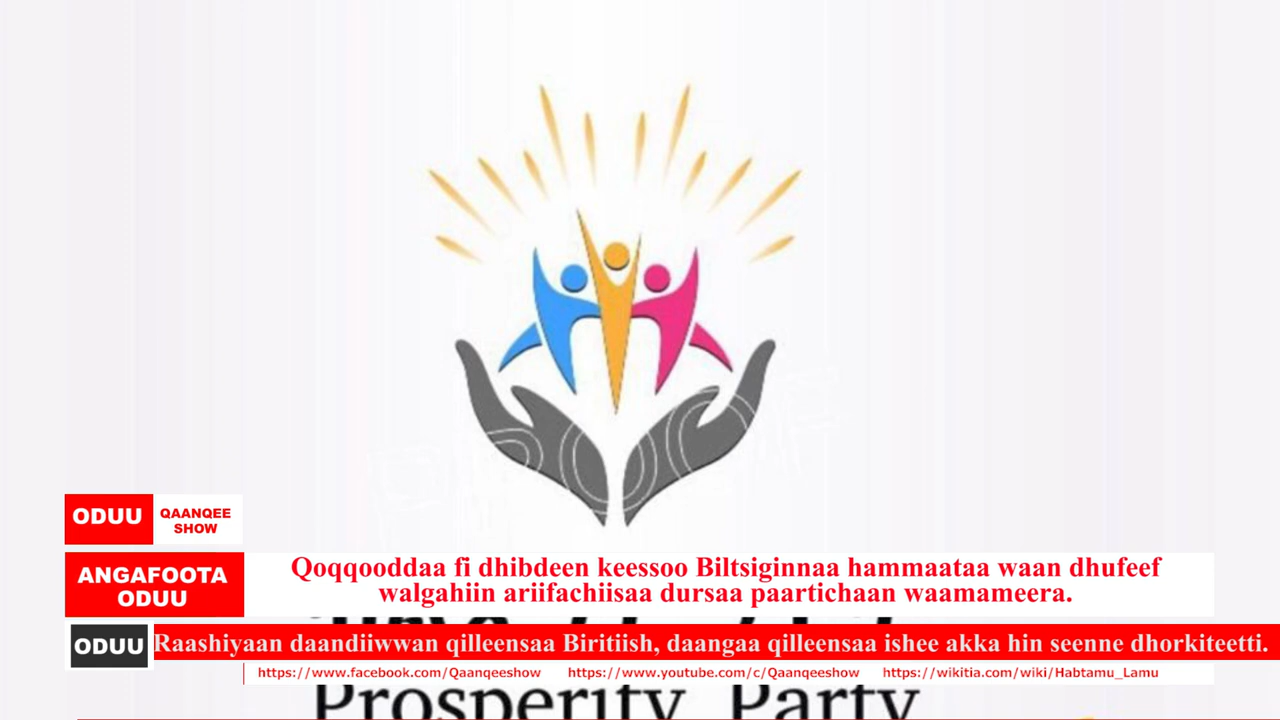 ODUU
QAANQEE
SHOW
ANGAFOOTA
ODUU
Qoqqooddaa fi dhibdeen keessoo Biltsiginnaa hammaataa waan dhufeef
walgahiin ariifachiisaa dursaa paartichaan waamameera.
ODUU
Raashiyaan daandiiwwan qilleensaa Biritiish, daangaa qilleensaa ishee akka hin seenne dhorkiteetti.
https://www.facebook.com/Qaanqeeshow https://www.youtube.com/c/Qaanqeeshow https://wikitia.com/wiki/Habtamu_Lamu
Prosperity Party